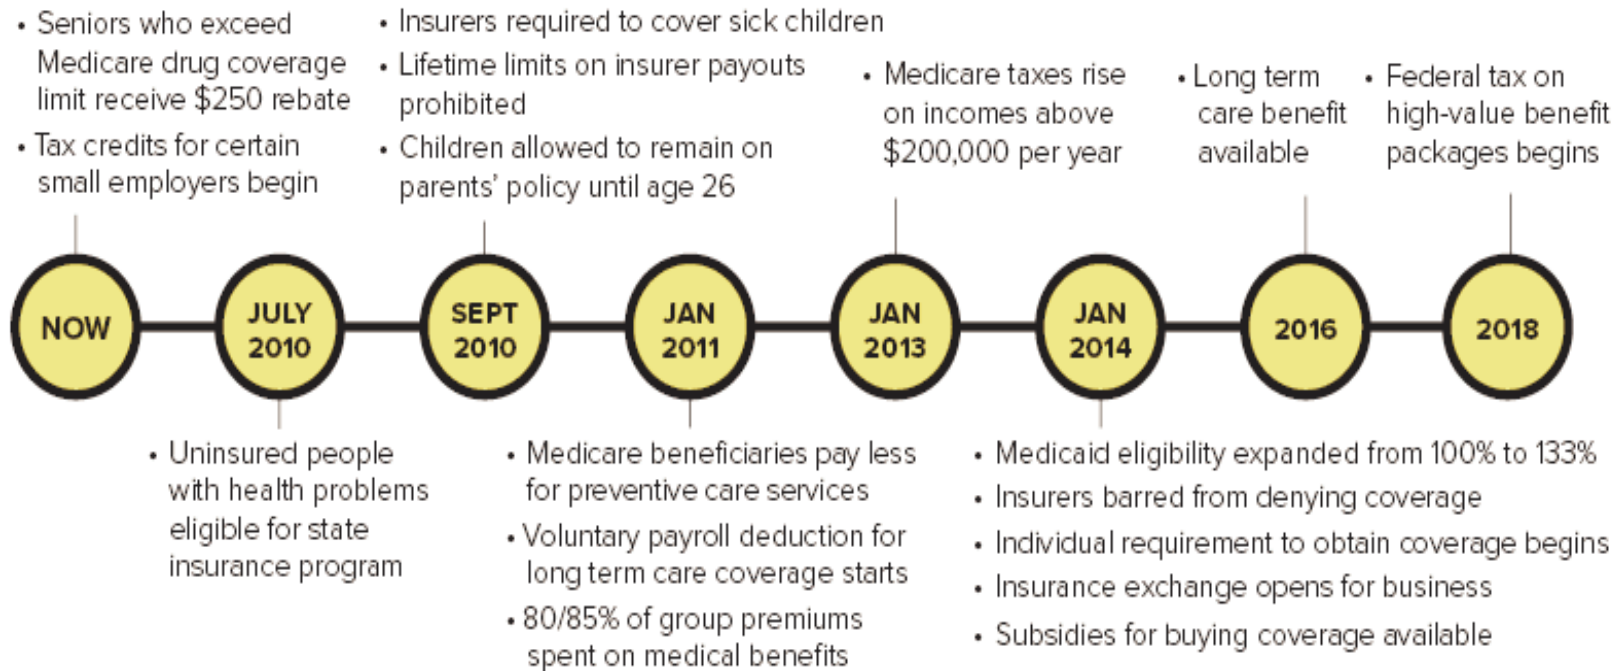 • Seniors who exceed
Medicare drug coverage
limit receive $250 rebate
• Tax credits for certain
small employers begin
• Insurers required to cover sick children
• Lifetime limits on insurer payouts
prohibited
• Children allowed to remain on
parents’ policy until age 26
• Medicare taxes rise
on incomes above
$200,000 per year
• Long term
care benefit
available
• Federal tax on
high-value benefit
packages begins
NOW
JULY
2010
SEPT
2010
JAN
2011
JAN
2013
JAN
2014
2016
2018
• Uninsured people
with health problems
eligible for state
insurance program
• Medicare beneficiaries pay less
for preventive care services
• Voluntary payroll deduction for
long term care coverage starts
• 80/85% of group premiums
spent on medical benefits
• Medicaid eligibility expanded from 100% to 133%
• Insurers barred from denying coverage
• Individual requirement to obtain coverage begins
• Insurance exchange opens for business
• Subsidies for buying coverage available